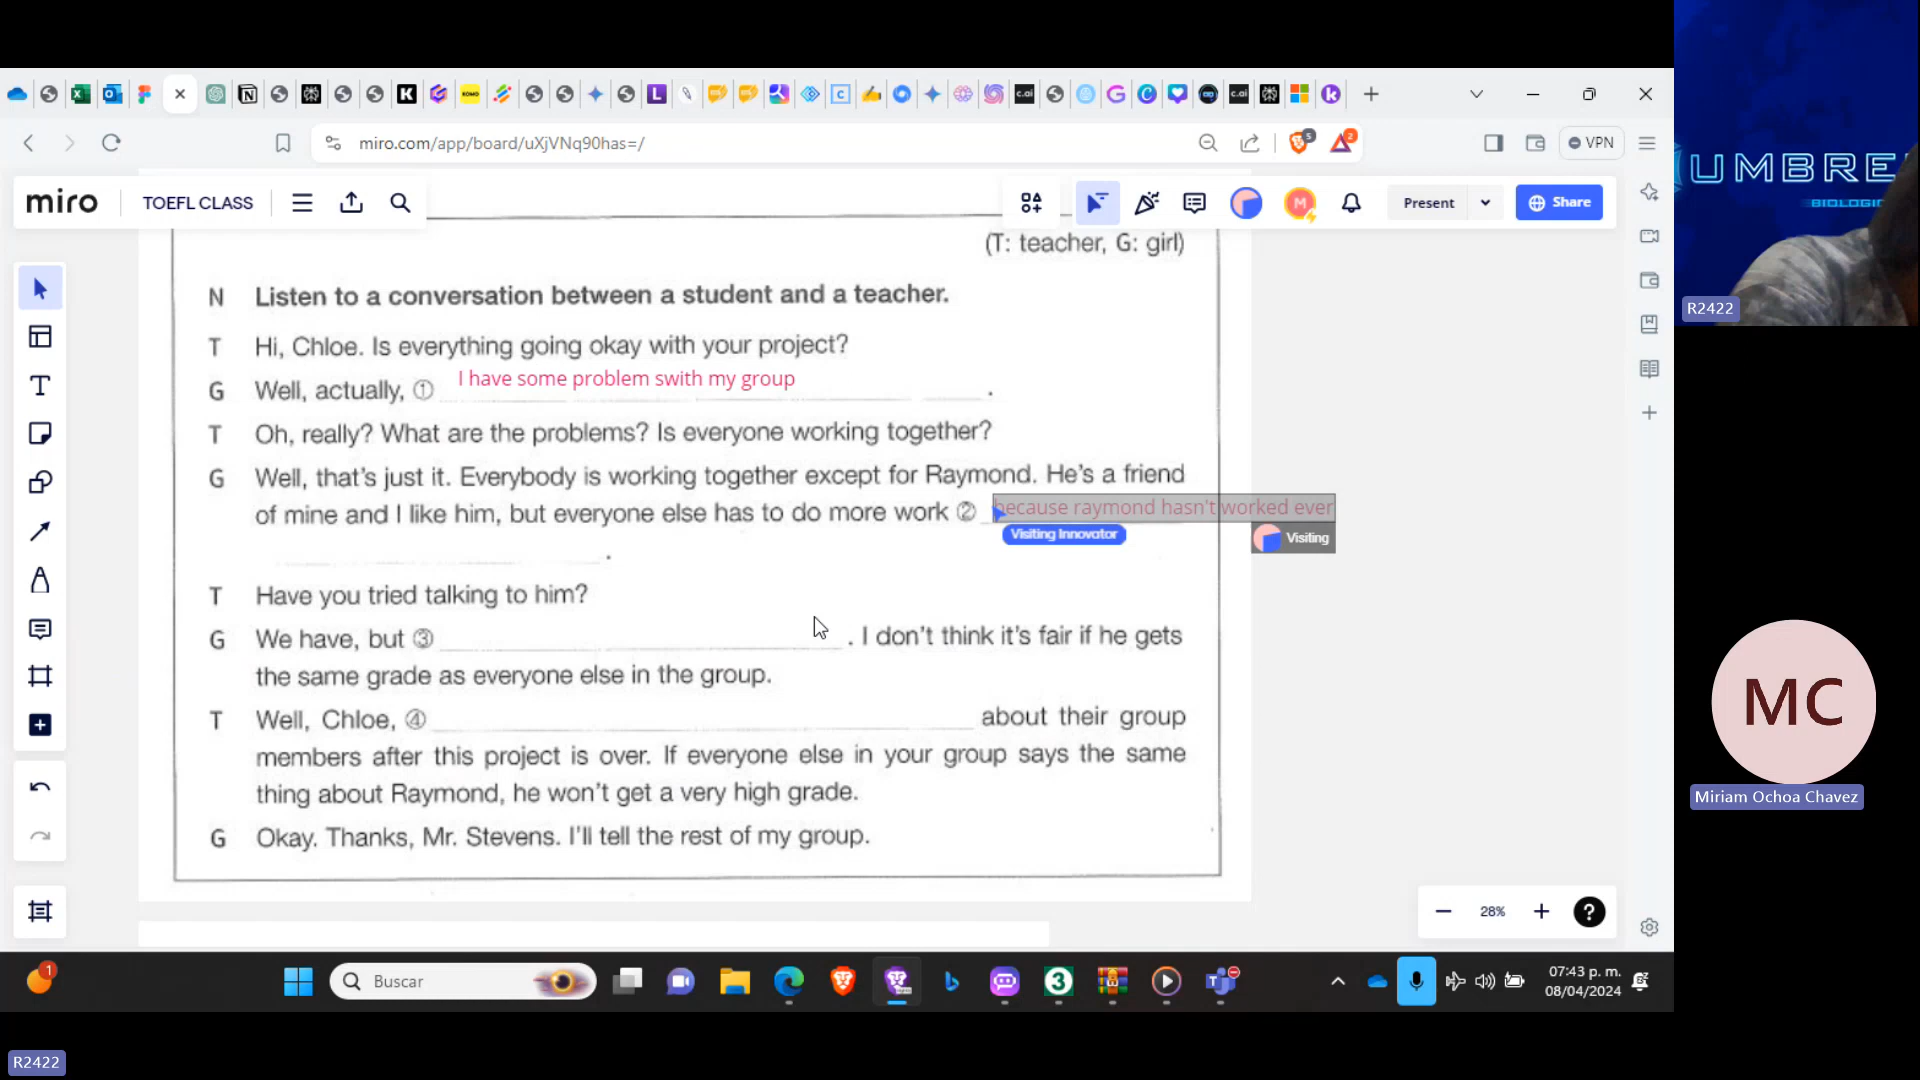 miro.com/app/board/uXjVNq90has=/
VPN
miro
TOEFL CLASS
Present
Share
(T: teacher, G: girl)
N Listen to a conversation between a student and a teacher.
T Hi, Chloe. Is everything going okay with your project?
G Well, actually, ① I have some problem swith my group .
T Oh, really? What are the problems? Is everyone working together?
G Well, that's just it. Everybody is working together except for Raymond. He's a friend
of mine and I like him, but everyone else has to do more work ② because raymond hasn't worked ever
Visiting Innovator
Visiting
.
T Have you tried talking to him?
G We have, but ③ . I don't think it's fair if he gets
the same grade as everyone else in the group.
T Well, Chloe, ④ about their group
members after this project is over. If everyone else in your group says the same
thing about Raymond, he won't get a very high grade.
G Okay. Thanks, Mr. Stevens. I'll tell the rest of my group.
28%
Buscar
07:43 p. m.
08/04/2024
R2422
UMBRE
BIOLOGIC
R2422
MC
Miriam Ochoa Chavez